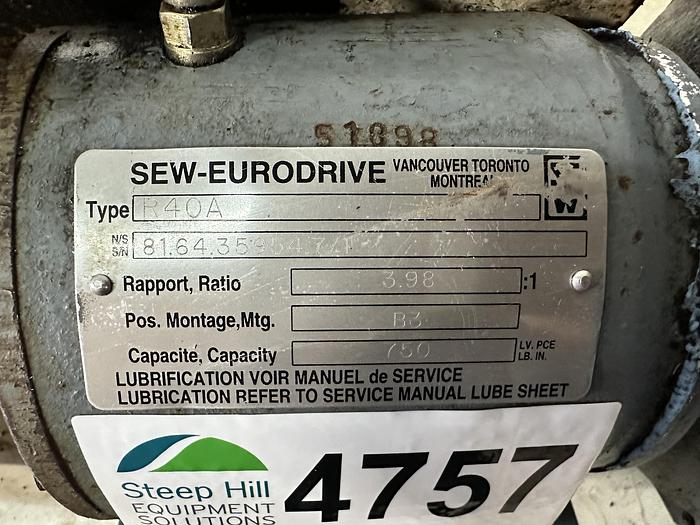 51898
SEW-EURODRIVE VANCOUVER TORONTO
MONTREAL
Type R40A
N/S
S/N
Rapport, Ratio 3.98 :1
Pos. Montage, Mtg. B3
Capacité, Capacity 750 LV. PCE
LB. IN.
LUBRIFICATION VOIR MANUEL de SERVICE
LUBRICATION REFER TO SERVICE MANUAL LUBE SHEET
Steep Hill
EQUIPMENT
SOLUTIONS
4757